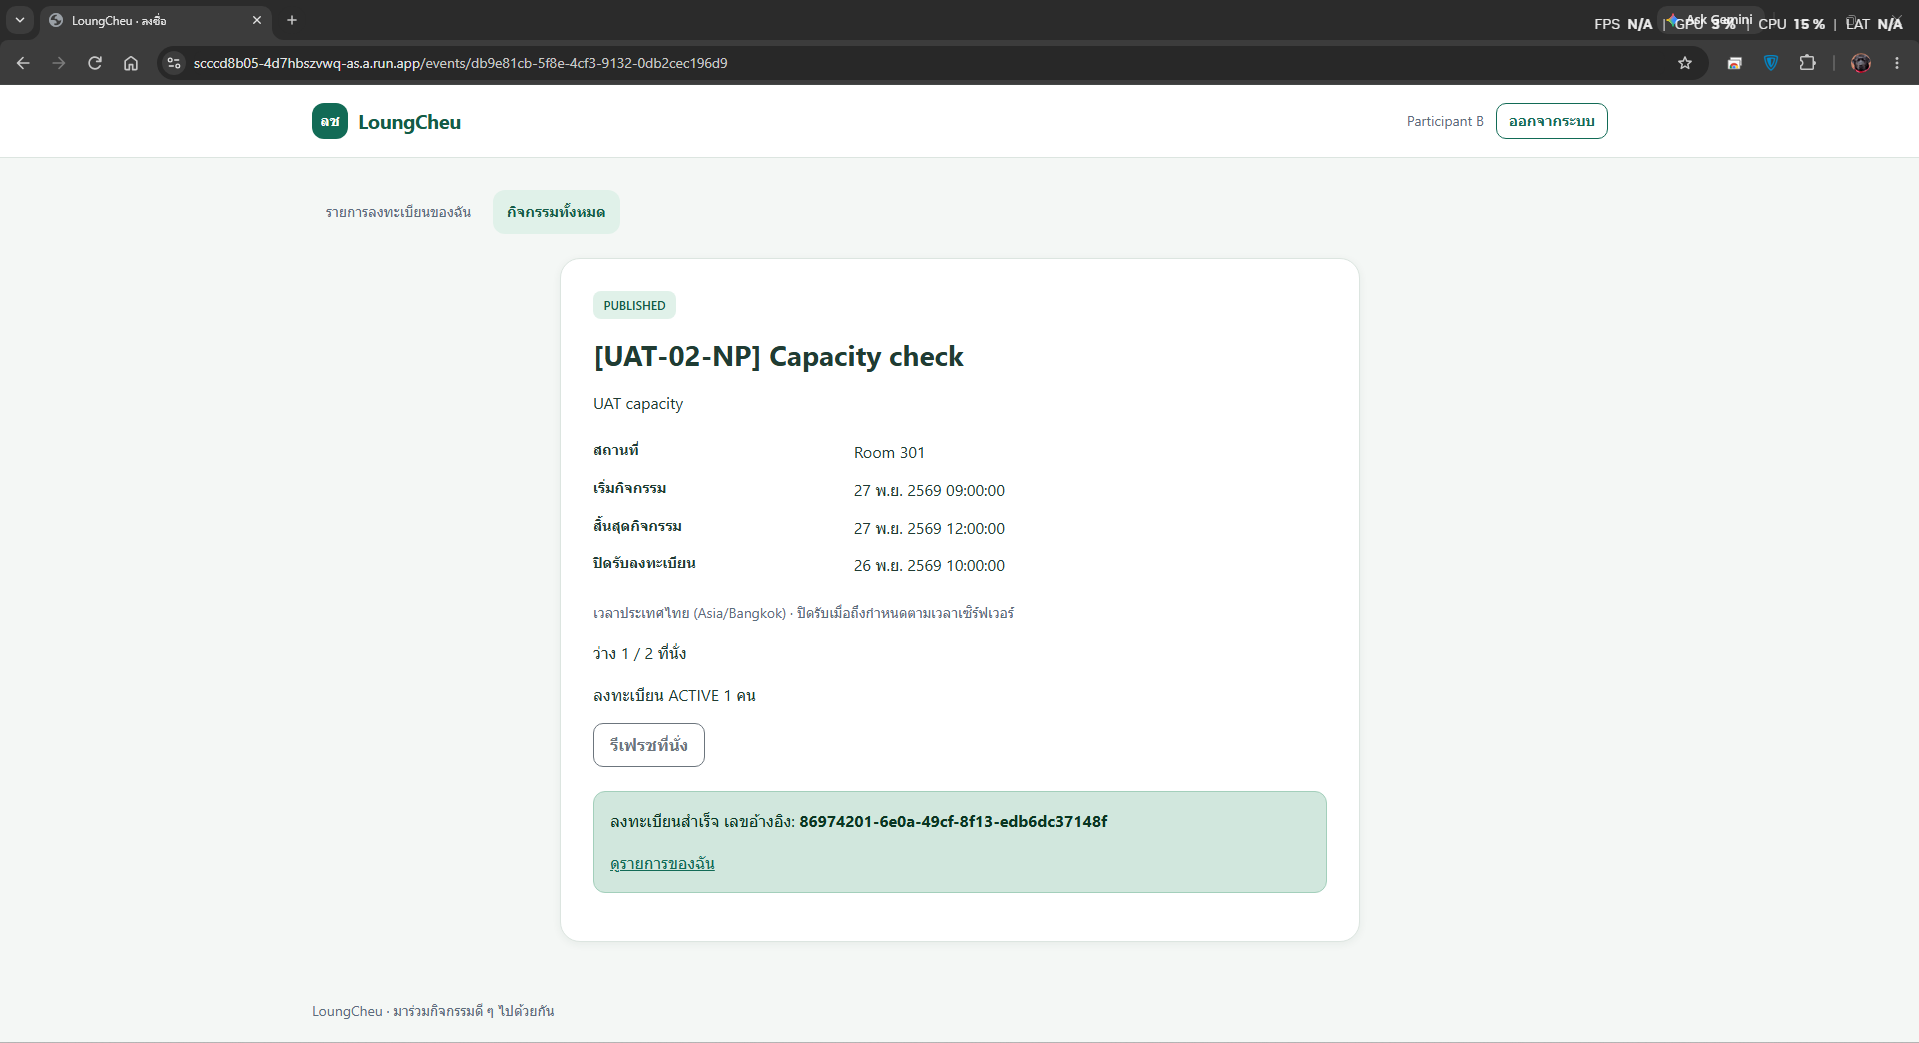 LoungCheu · ลงชื่อ
Ask Gemini
FPS N/A | GPU 3 % | CPU 15 % | LAT N/A
scccd8b05-4d7hbszvwq-as.a.run.app/events/db9e81cb-5f8e-4cf3-9132-0db2cec196d9
ลช LoungCheu
Participant B ออกจากระบบ
รายการลงทะเบียนของฉัน กิจกรรมทั้งหมด
PUBLISHED
[UAT-02-NP] Capacity check
UAT capacity
สถานที่ Room 301
เริ่มกิจกรรม 27 พ.ย. 2569 09:00:00
สิ้นสุดกิจกรรม 27 พ.ย. 2569 12:00:00
ปิดรับลงทะเบียน 26 พ.ย. 2569 10:00:00
เวลาประเทศไทย (Asia/Bangkok) · ปิดรับเมื่อถึงกำหนดตามเวลาเซิร์ฟเวอร์
ว่าง 1 / 2 ที่นั่ง
ลงทะเบียน ACTIVE 1 คน
รีเฟรชที่นั่ง
ลงทะเบียนสำเร็จ เลขอ้างอิง: 86974201-6e0a-49cf-8f13-edb6dc37148f
ดูรายการของฉัน
LoungCheu · มาร่วมกิจกรรมดี ๆ ไปด้วยกัน